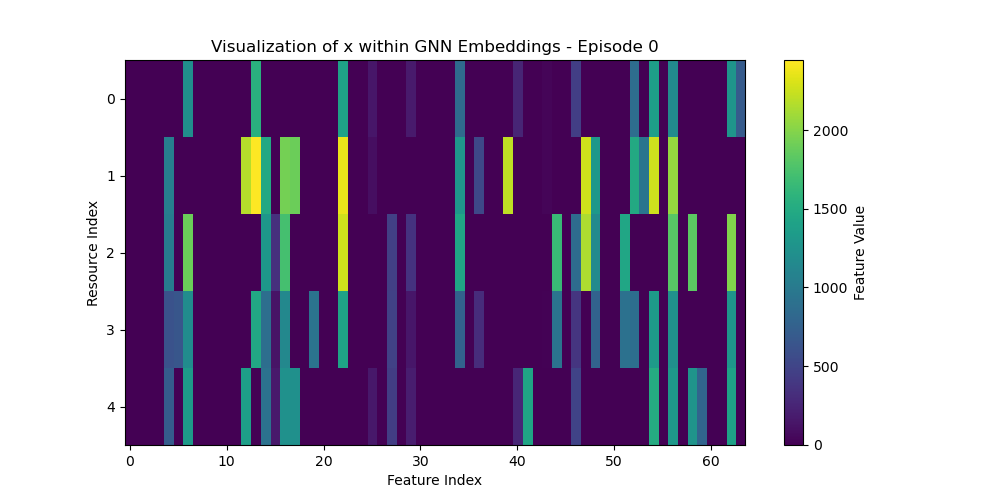 Visualization of x within GNN Embeddings - Episode 0
Resource Index
0
1
2
3
4
0 10 20 30 40 50 60
Feature Index
2000
1500
1000
500
0
Feature Value